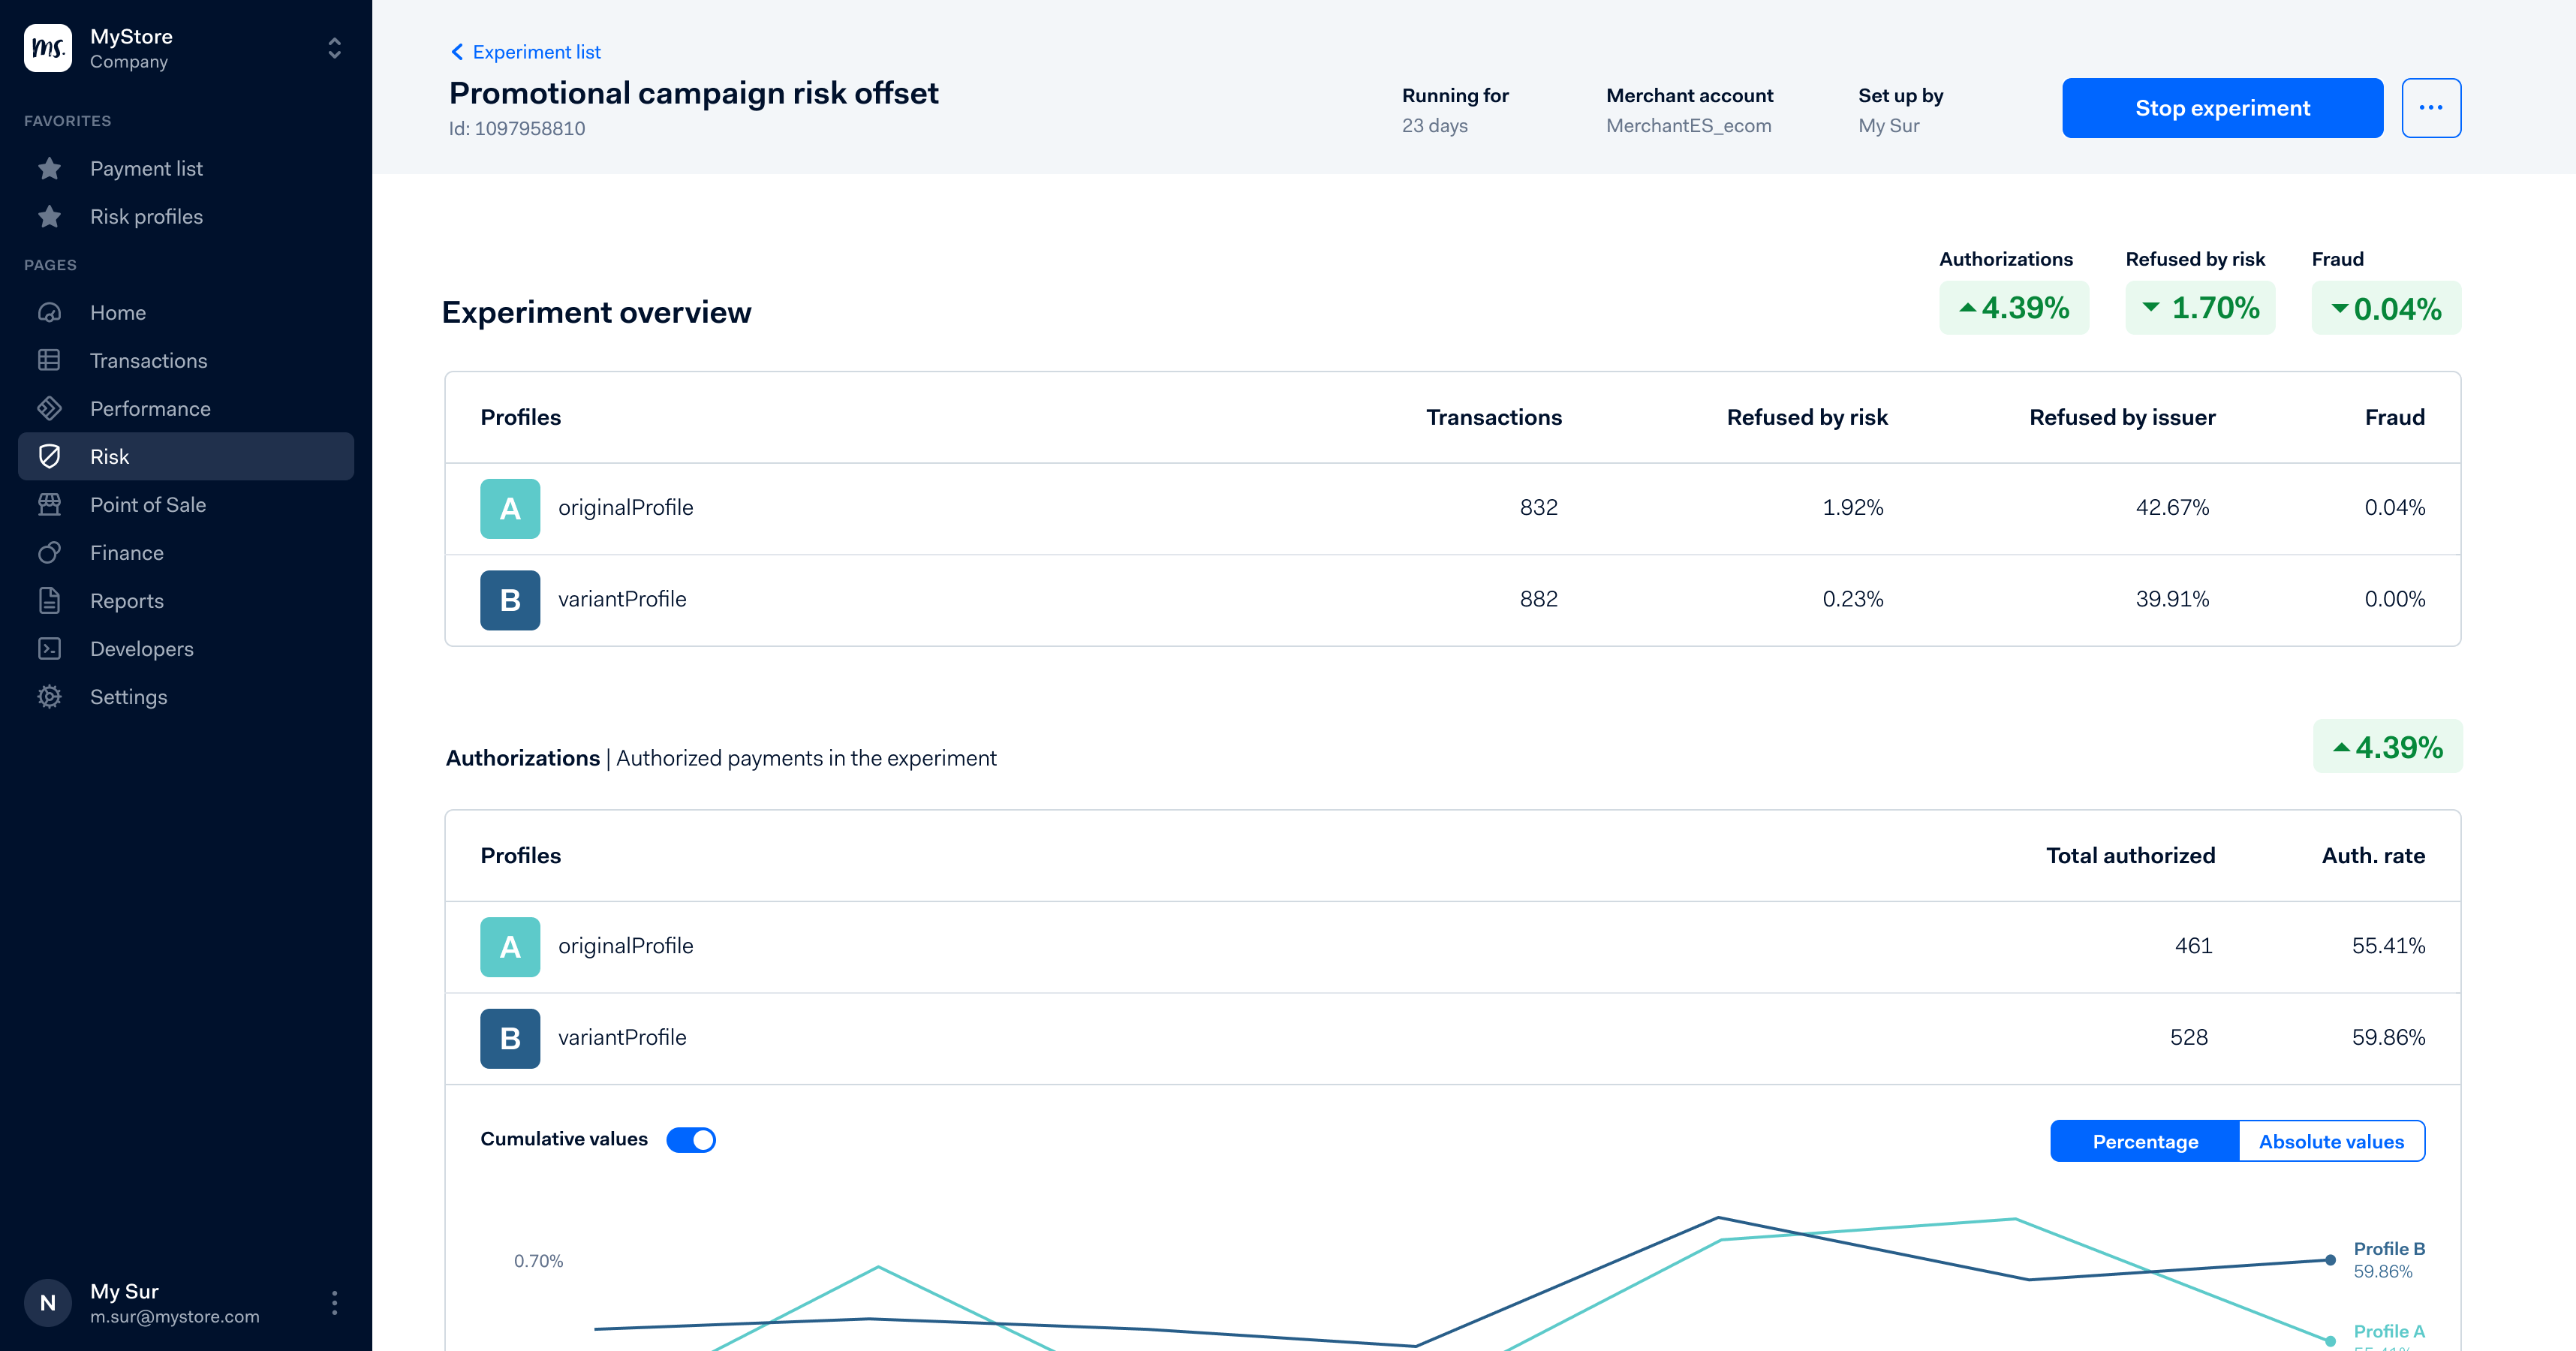 ms.
MyStore
Company
FAVORITES
Payment list
Risk profiles
PAGES
Home
Transactions
Performance
Risk
Point of Sale
Finance
Reports
Developers
Settings
N
My Sur
m.sur@mystore.com
Experiment list
Promotional campaign risk offset
Id: 1097958810
Running for
23 days
Merchant account
MerchantES_ecom
Set up by
My Sur
Stop experiment
Experiment overview
Authorizations
4.39%
Refused by risk
1.70%
Fraud
0.04%
Profiles Transactions Refused by risk Refused by issuer Fraud
A originalProfile 832 1.92% 42.67% 0.04%
B variantProfile 882 0.23% 39.91% 0.00%
Authorizations | Authorized payments in the experiment
4.39%
Profiles Total authorized Auth. rate
A originalProfile 461 55.41%
B variantProfile 528 59.86%
Cumulative values
Percentage Absolute values
0.70%
Profile B
59.86%
Profile A